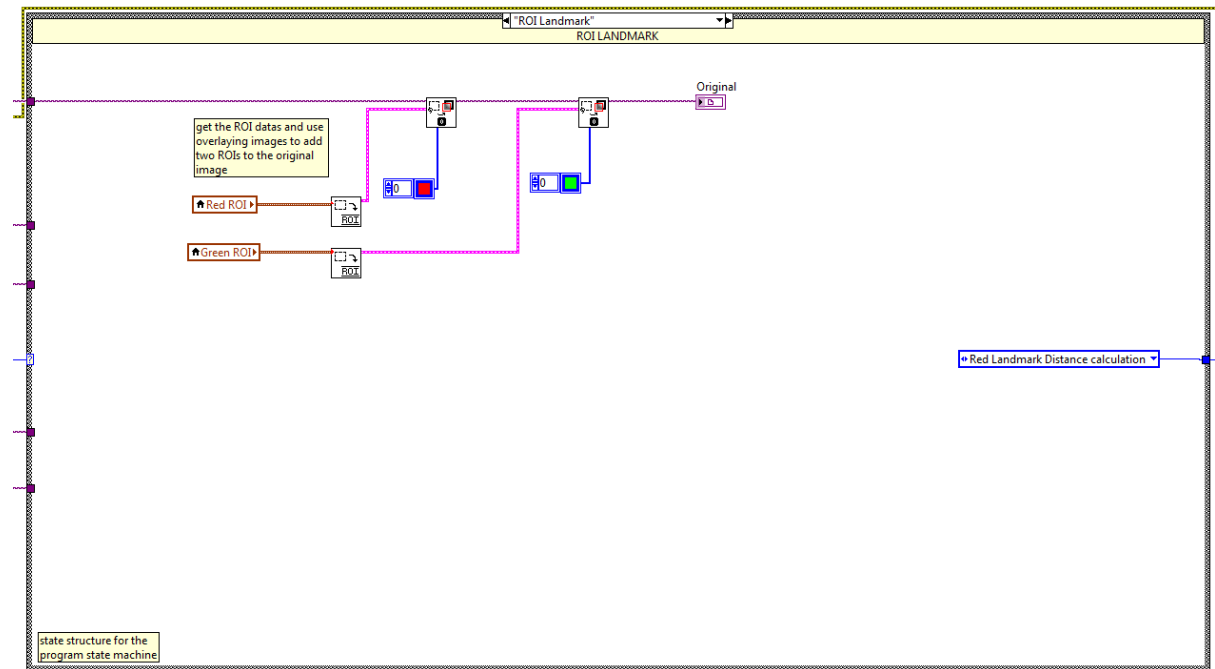 "ROI Landmark"
ROI LANDMARK
Original
get the ROI datas and use
overlaying images to add
two ROIs to the original
image
0
0
Red ROI
ROI
Green ROI
ROI
?
Red Landmark Distance calculation
state structure for the
program state machine